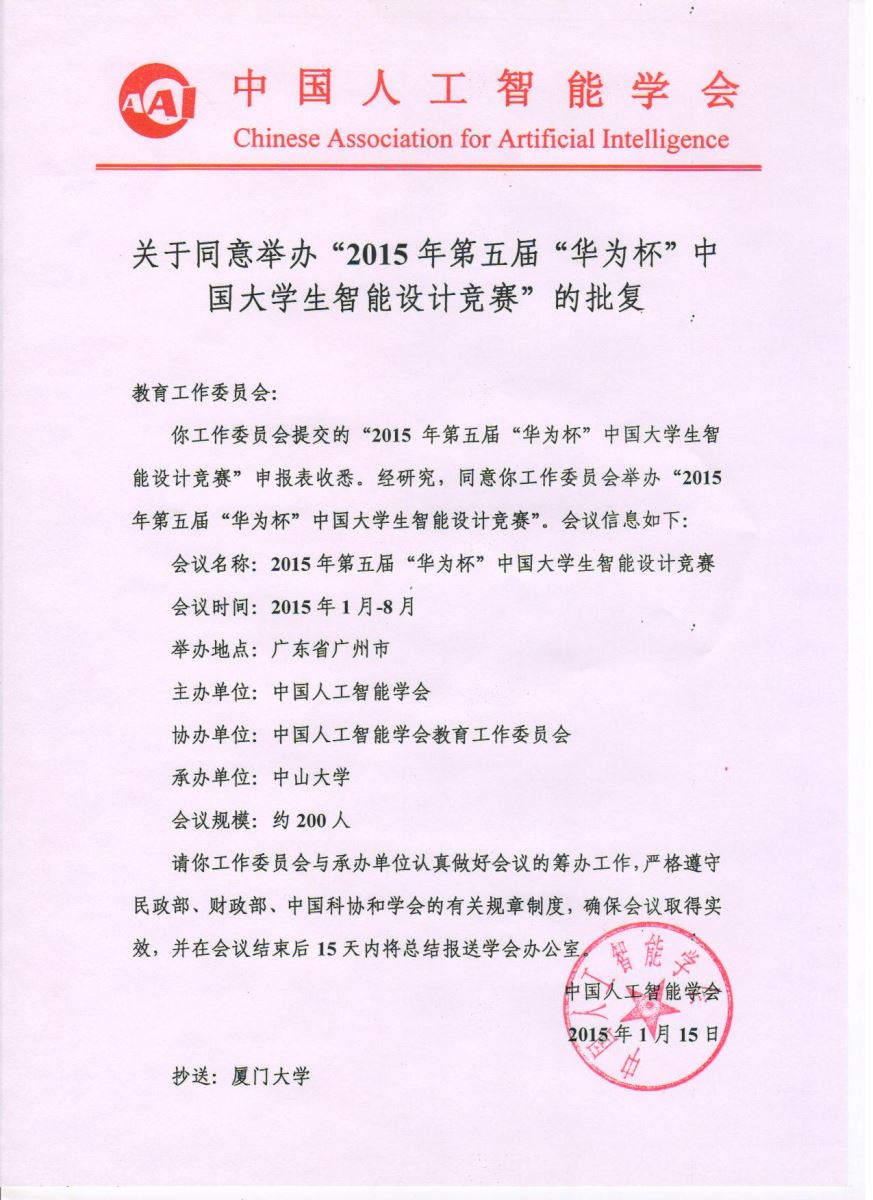 AAI
中国人工智能学会
Chinese Association for Artificial Intelligence
关于同意举办“2015年第五届“华为杯”中
国大学生智能设计竞赛”的批复
教育工作委员会：
你工作委员会提交的“2015 年第五届“华为杯”中国大学生智
能设计竞赛”申报表收悉。经研究，同意你工作委员会举办“2015
年第五届“华为杯”中国大学生智能设计竞赛”。会议信息如下：
会议名称：2015年第五届“华为杯”中国大学生智能设计竞赛
会议时间：2015年1月-8月
举办地点：广东省广州市
主办单位：中国人工智能学会
协办单位：中国人工智能学会教育工作委员会
承办单位：中山大学
会议规模：约200人
请你工作委员会与承办单位认真做好会议的筹办工作，严格遵守
民政部、财政部、中国科协和学会的有关规章制度，确保会议取得实
效，并在会议结束后15天内将总结报送学会办公室。
中国人工智能学会
2015年1月15日
中国人工智能学会
抄送：厦门大学